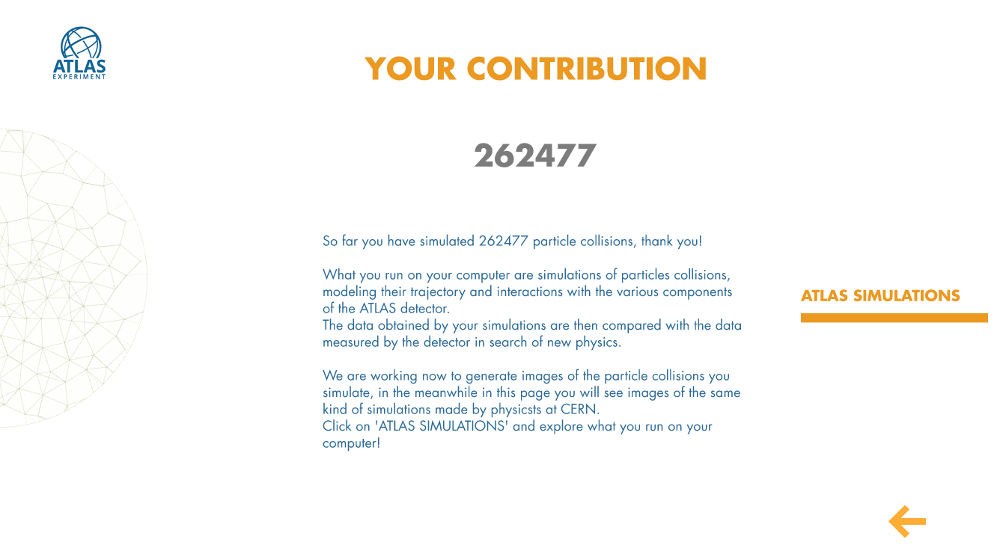 ATLAS
EXPERIMENT
YOUR CONTRIBUTION
262477
So far you have simulated 262477 particle collisions, thank you!
What you run on your computer are simulations of particles collisions,
modeling their trajectory and interactions with the various components
of the ATLAS detector.
The data obtained by your simulations are then compared with the data
measured by the detector in search of new physics.
We are working now to generate images of the particle collisions you
simulate, in the meanwhile in this page you will see images of the same
kind of simulations made by physicsts at CERN.
Click on 'ATLAS SIMULATIONS' and explore what you run on your
computer!
ATLAS SIMULATIONS